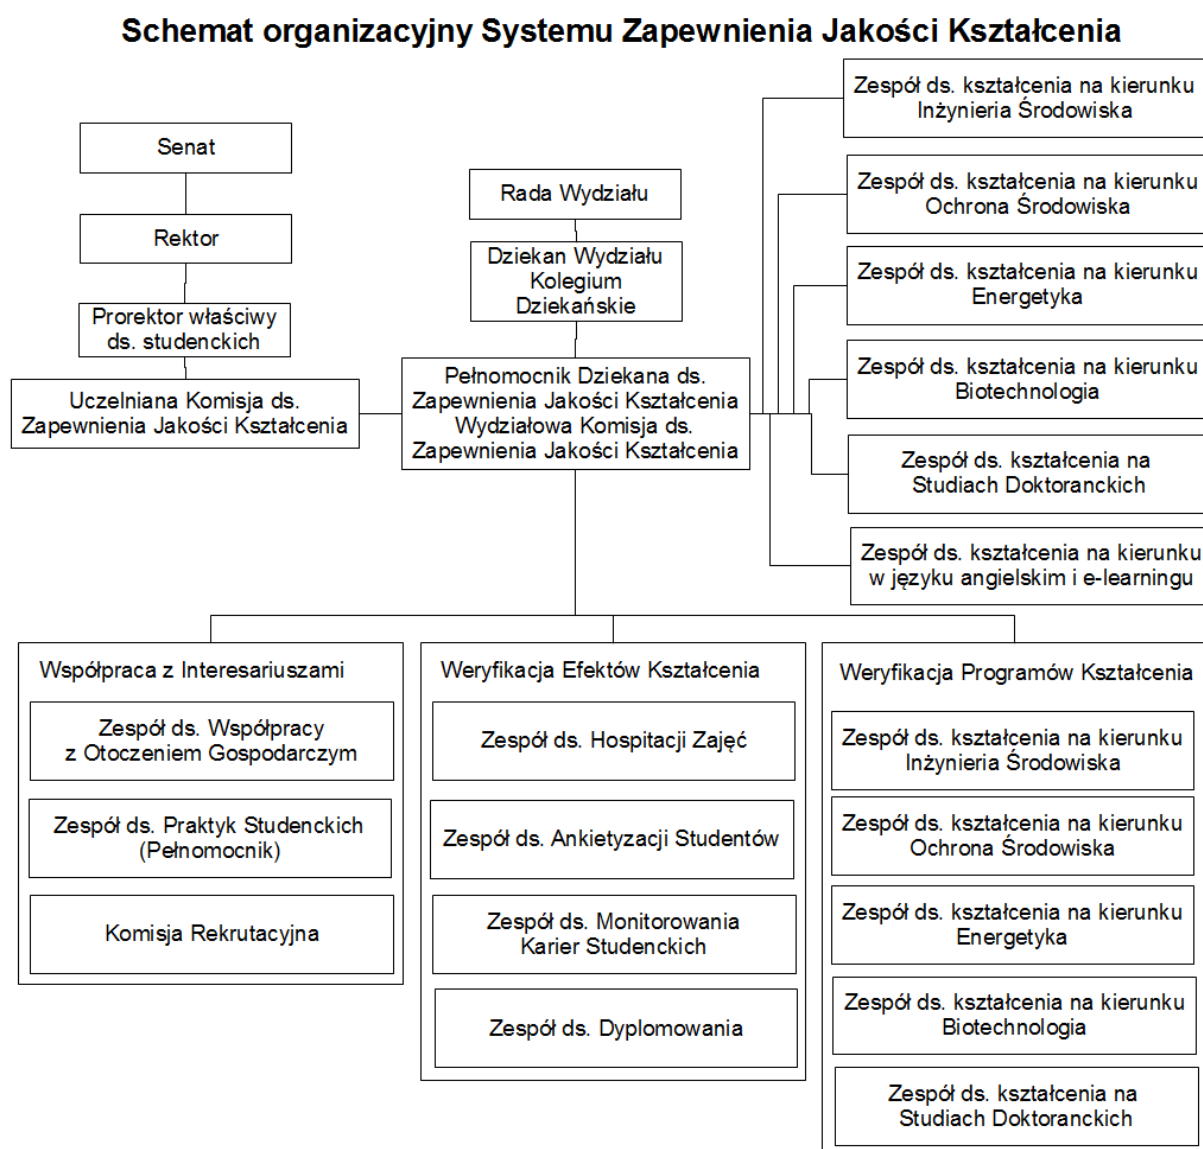 Schemat organizacyjny Systemu Zapewnienia Jakości Kształcenia
Senat
Rektor
Prorektor właściwy
ds. studenckich
Uczelniana Komisja ds.
Zapewnienia Jakości Kształcenia
Rada Wydziału
Dziekan Wydziału
Kolegium
Dziekańskie
Pełnomocnik Dziekana ds.
Zapewnienia Jakości Kształcenia
Wydziałowa Komisja ds.
Zapewnienia Jakości Kształcenia
Zespół ds. kształcenia na kierunku
Inżynieria Środowiska
Zespół ds. kształcenia na kierunku
Ochrona Środowiska
Zespół ds. kształcenia na kierunku
Energetyka
Zespół ds. kształcenia na kierunku
Biotechnologia
Zespół ds. kształcenia na
Studiach Doktoranckich
Zespół ds. kształcenia na kierunku
w języku angielskim i e-learningu
Współpraca z Interesariuszami
Zespół ds. Współpracy
z Otoczeniem Gospodarczym
Zespół ds. Praktyk Studenckich
(Pełnomocnik)
Komisja Rekrutacyjna
Weryfikacja Efektów Kształcenia
Zespół ds. Hospitacji Zajęć
Zespół ds. Ankietyzacji Studentów
Zespół ds. Monitorowania
Karier Studenckich
Zespół ds. Dyplomowania
Weryfikacja Programów Kształcenia
Zespół ds. kształcenia na kierunku
Inżynieria Środowiska
Zespół ds. kształcenia na kierunku
Ochrona Środowiska
Zespół ds. kształcenia na kierunku
Energetyka
Zespół ds. kształcenia na kierunku
Biotechnologia
Zespół ds. kształcenia na
Studiach Doktoranckich